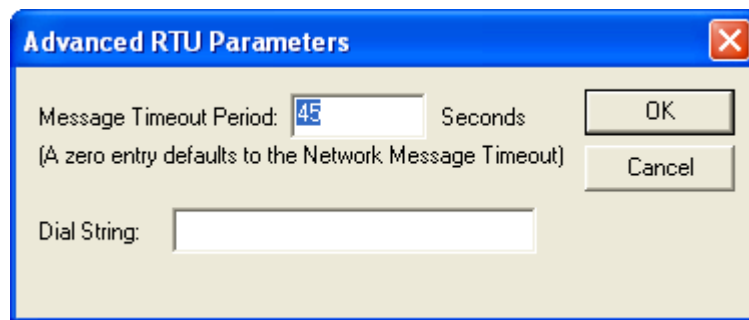 Advanced RTU Parameters
Message Timeout Period: 45 Seconds
(A zero entry defaults to the Network Message Timeout)
Dial String:
OK
Cancel